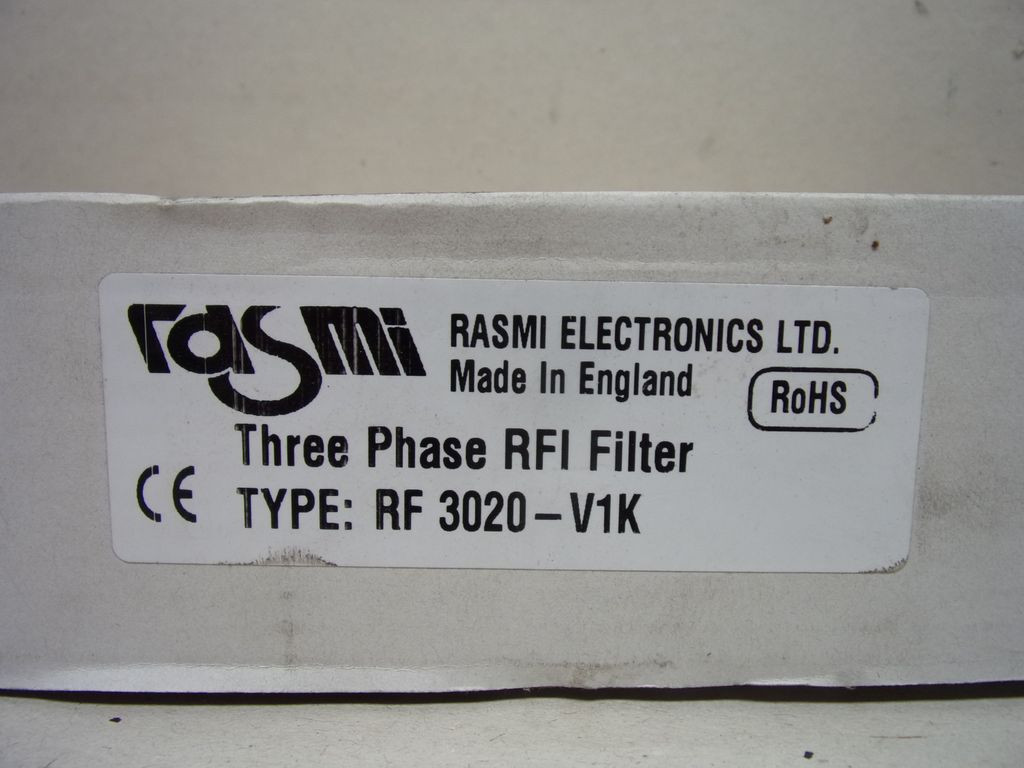 rasmi
RASMI ELECTRONICS LTD.
Made In England
RoHS
Three Phase RFI Filter
CE
TYPE: RF 3020-V1K